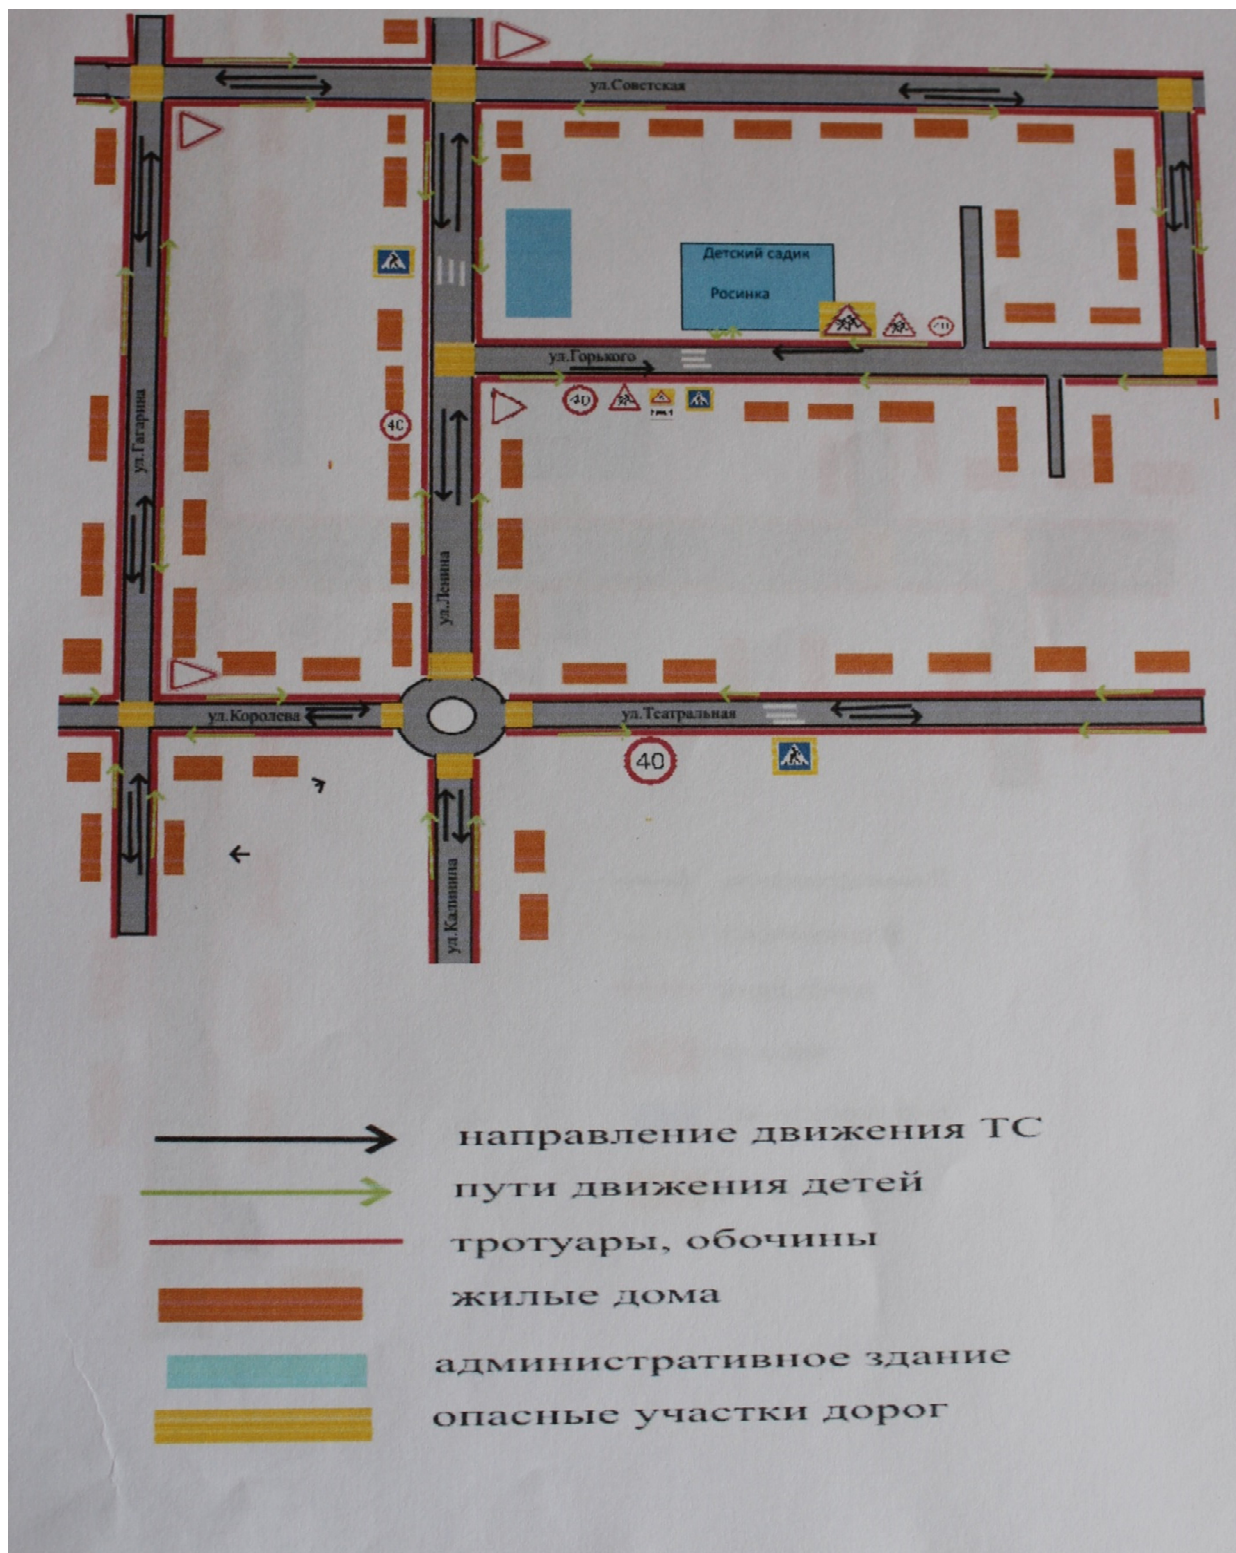 ул.Советская
Детский садик
Росинка
ул.Горького
40
40
ул.Гагарина
ул.Ленина
ул.Королева
ул.Театральная
40
ул.Калинина
направление движения ТС
пути движения детей
тротуары, обочины
жилые дома
административное здание
опасные участки дорог